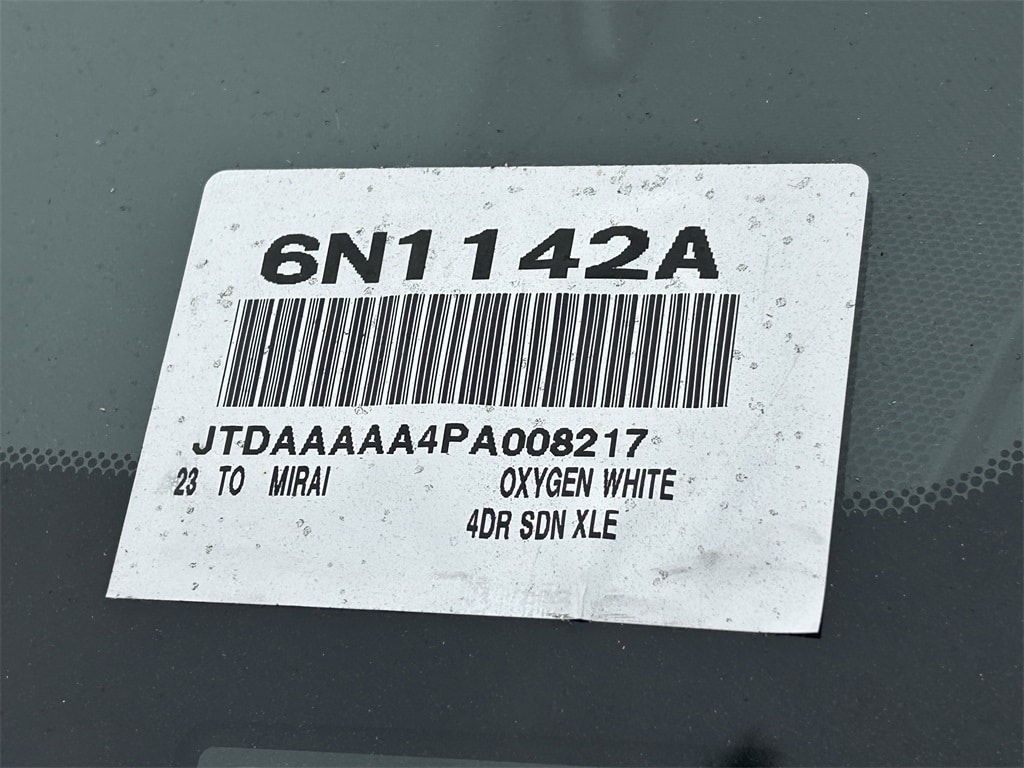 6N1142A
JTDAAAAA4PA008217
23 TO MIRAI OXYGEN WHITE
4DR SDN XLE